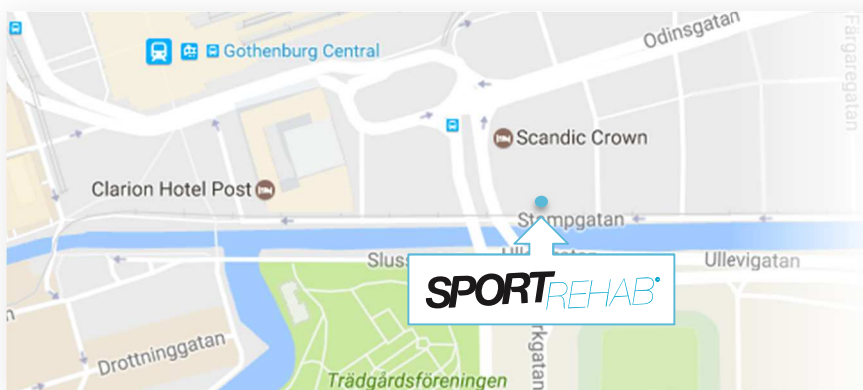 Odinsgatan
Färgaregatan
Gothenburg Central
Scandic Crown
Clarion Hotel Post
Stampgatan
Ullevigatan
SPORTREHAB
Drottninggatan
Trädgårdsföreningen